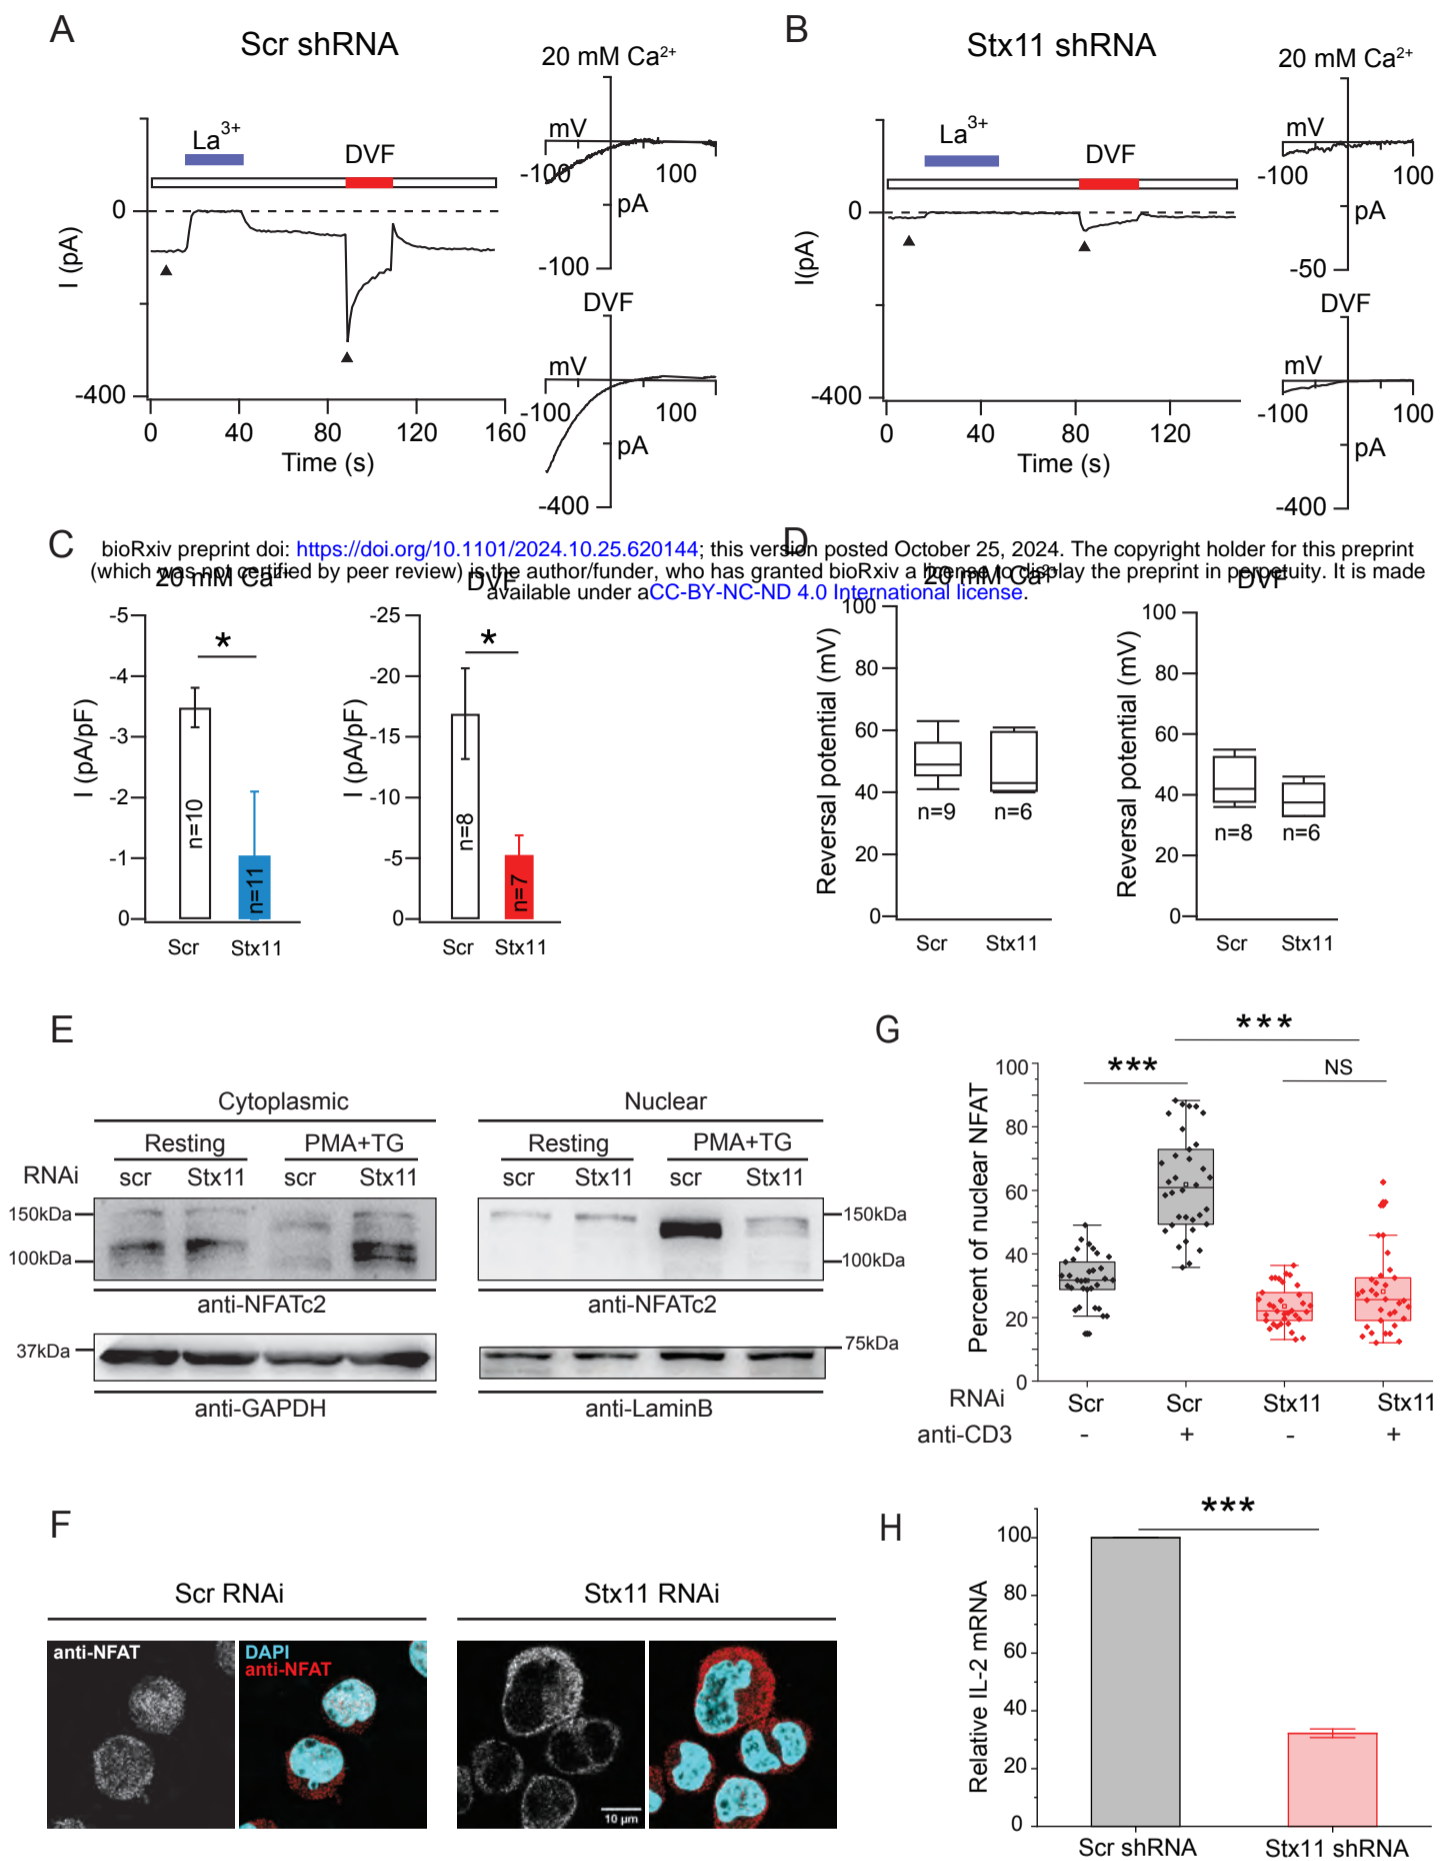 A
Scr shRNA
20 mM Ca²⁺
mV
-100
100
pA
-100
La³⁺
DVF
0
I (pA)
-400
0 40 80 120 160
Time (s)
DVF
mV
-100
100
pA
-400
B
Stx11 shRNA
20 mM Ca²⁺
mV
-100
100
pA
-50
La³⁺
DVF
0
I(pA)
-400
0 40 80 120
Time (s)
DVF
mV
-100
100
pA
-400
bioRxiv preprint doi: https://doi.org/10.1101/2024.10.25.620144; this version posted October 25, 2024. The copyright holder for this preprint
(which was not certified by peer review) is the author/funder, who has granted bioRxiv a license to display the preprint in perpetuity. It is made
available under aCC-BY-NC-ND 4.0 International license.
C
20 mM Ca²⁺
-5
-4
-3
-2
-1
0
I (pA/pF)
*
n=10
n=11
Scr Stx11
DVF
-25
-20
-15
-10
-5
0
I (pA/pF)
*
n=8
n=7
Scr Stx11
D
20 mM Ca²⁺
100
80
60
40
20
0
Reversal potential (mV)
n=9 n=6
Scr Stx11
DVF
100
80
60
40
20
0
Reversal potential (mV)
n=8 n=6
Scr Stx11
E
Cytoplasmic
Resting PMA+TG
RNAi scr Stx11 scr Stx11
150kDa
100kDa
anti-NFATc2
37kDa
anti-GAPDH
Nuclear
Resting PMA+TG
scr Stx11 scr Stx11
150kDa
100kDa
anti-NFATc2
75kDa
anti-LaminB
G
***
***
NS
100
80
60
40
20
0
Percent of nuclear NFAT
RNAi Scr Scr Stx11 Stx11
anti-CD3 - + - +
F
Scr RNAi
Stx11 RNAi
anti-NFAT
DAPI
anti-NFAT
10 µm
H
***
100
80
60
40
20
0
Relative IL-2 mRNA
Scr shRNA Stx11 shRNA